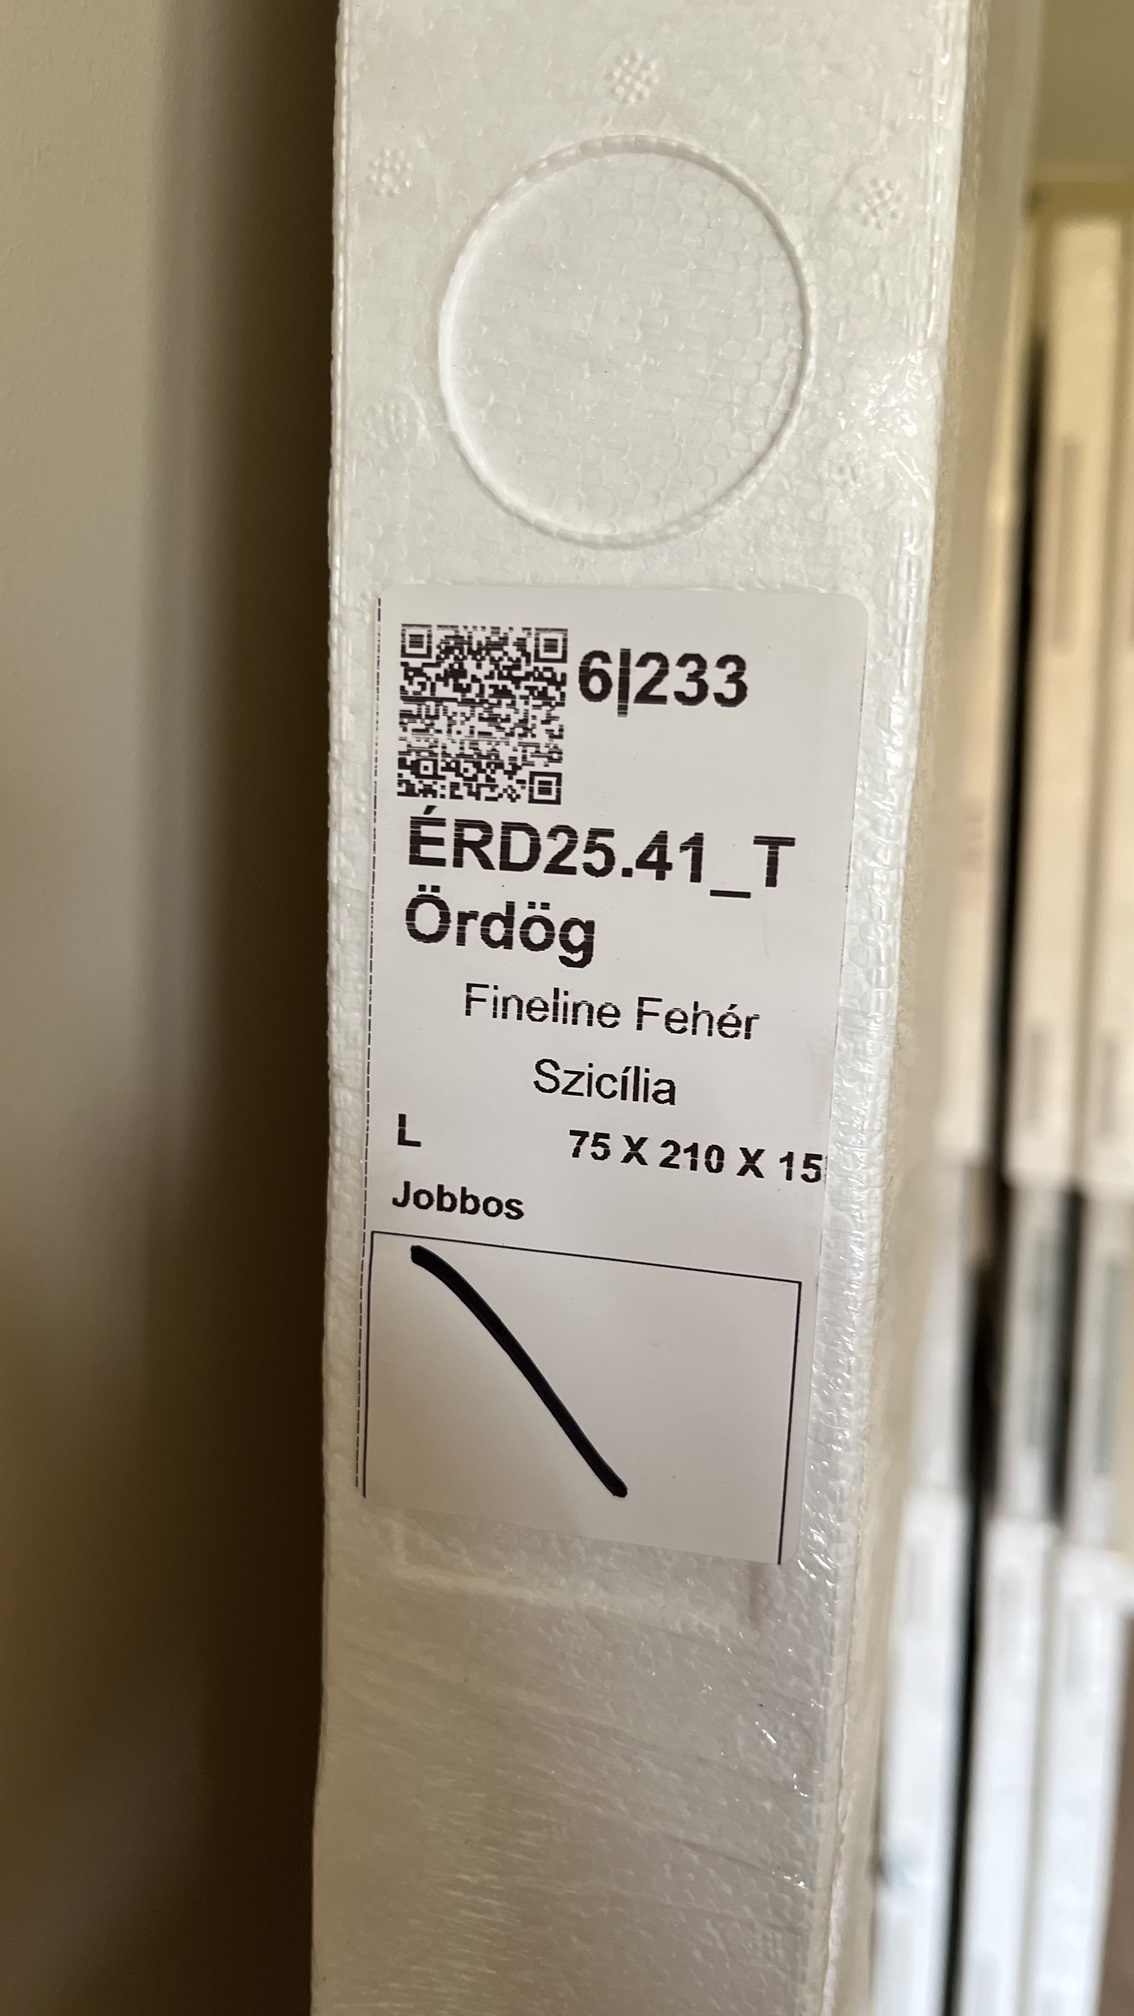 6|233
ÉRD25.41_T
Ördög
Fineline Fehér
Szicília
L 75 X 210 X 15
Jobbos